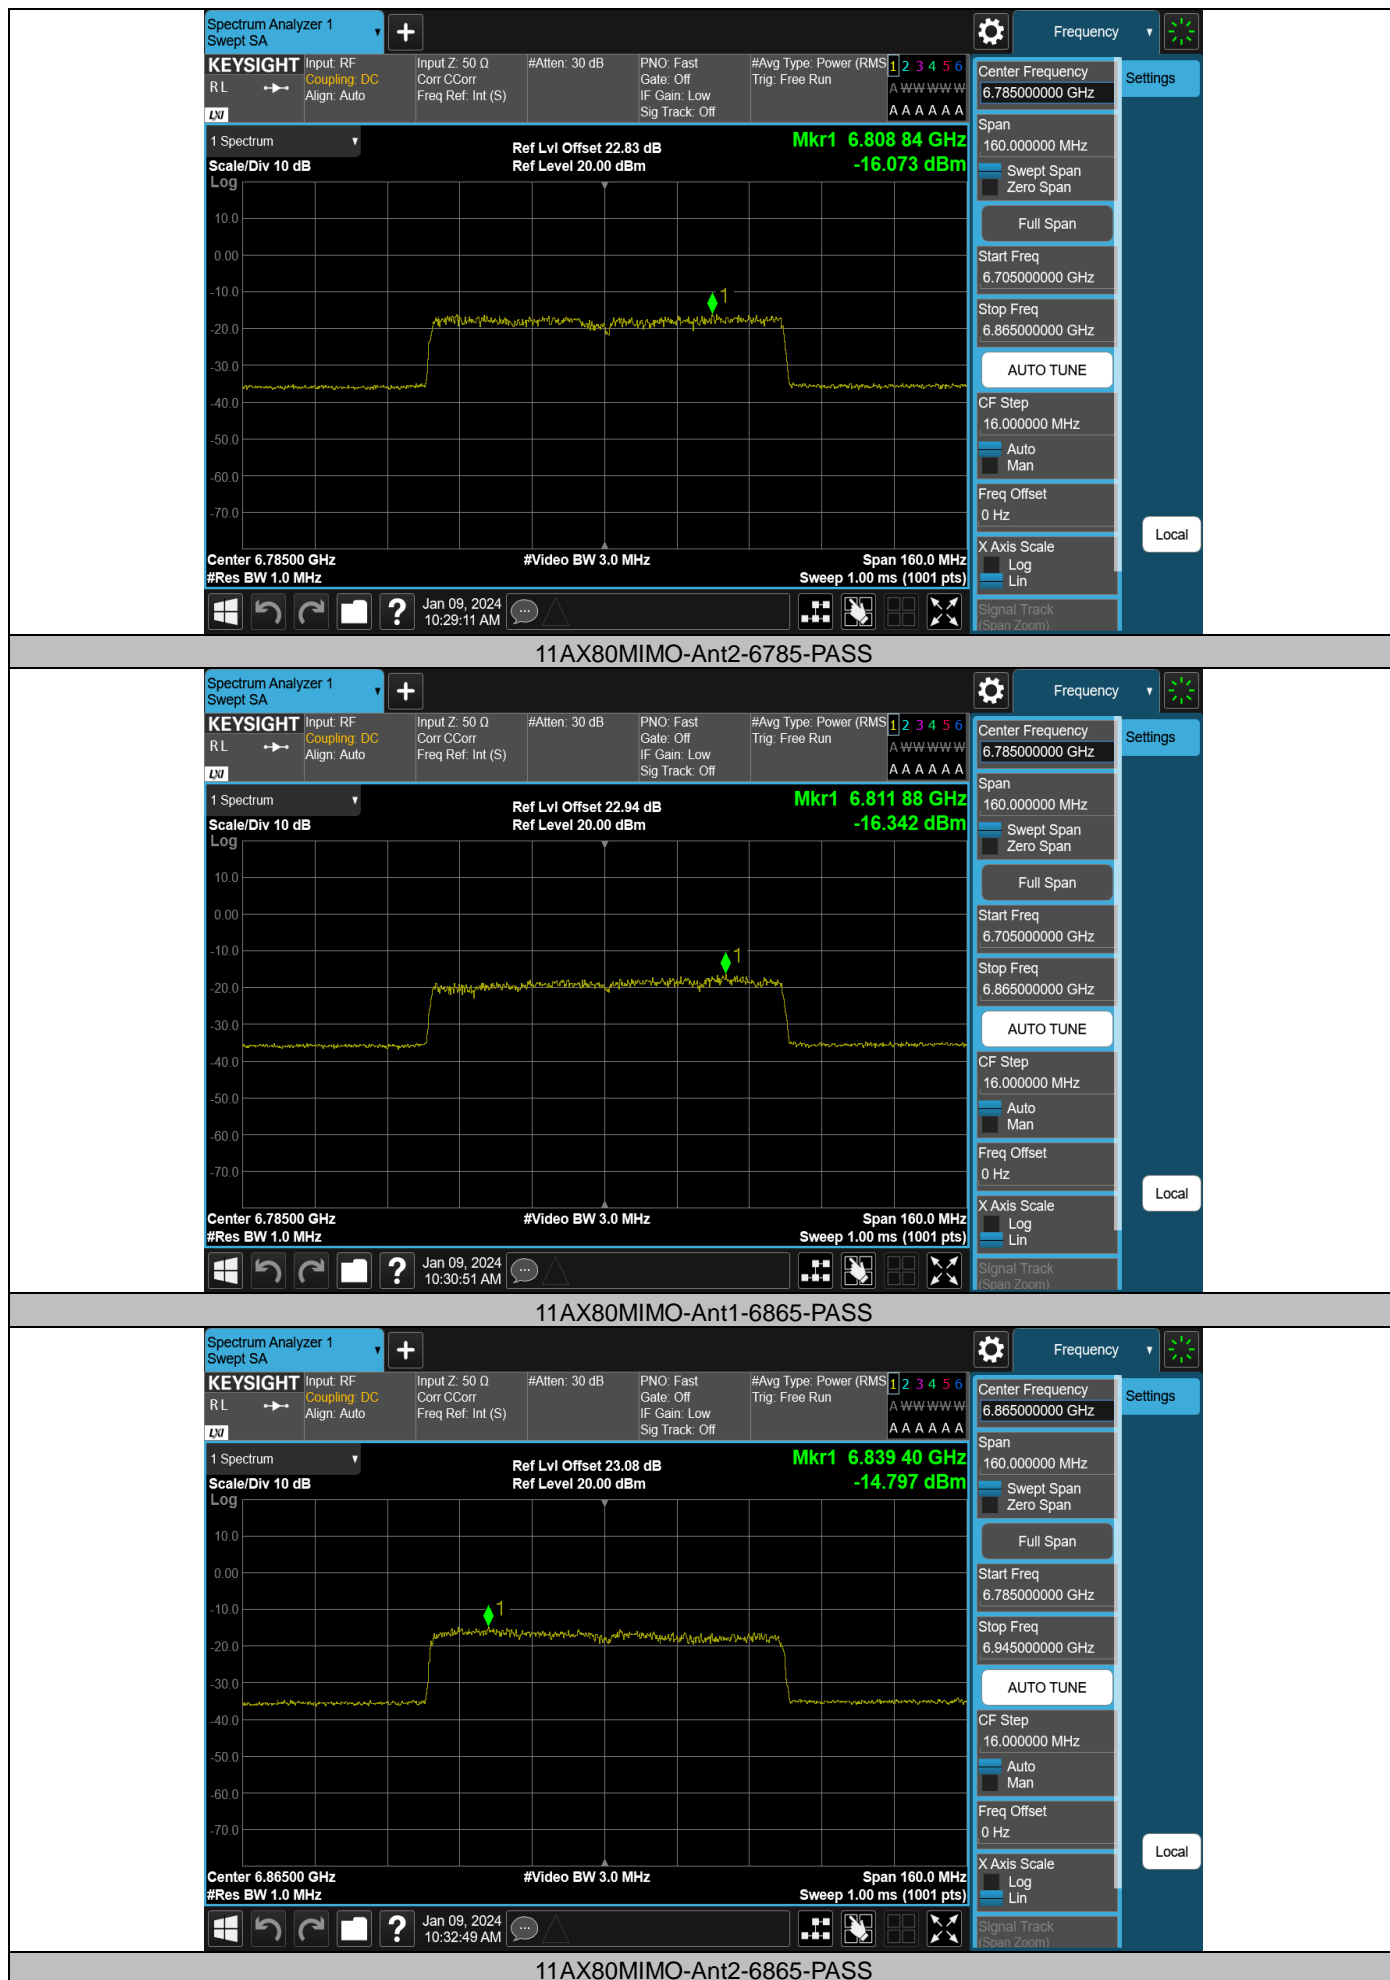 Spectrum Analyzer 1
Swept SA
+
Frequency
KEYSIGHT
RL
LXI
Input: RF
Coupling: DC
Align: Auto
Input Z: 50 Ω
Corr CCorr
Freq Ref: Int (S)
#Atten: 30 dB
PNO: Fast
Gate: Off
IF Gain: Low
Sig Track: Off
#Avg Type: Power (RMS
Trig: Free Run
1 2 3 4 5 6
A W W W W W
A A A A A A
Center Frequency
6.785000000 GHz
Settings
Span
160.000000 MHz
Swept Span
Zero Span
Full Span
Start Freq
6.705000000 GHz
Stop Freq
6.865000000 GHz
AUTO TUNE
CF Step
16.000000 MHz
Auto
Man
Freq Offset
0 Hz
X Axis Scale
Log
Lin
Signal Track
(Span Zoom)
Local
1 Spectrum
Scale/Div 10 dB
Ref Lvl Offset 22.83 dB
Ref Level 20.00 dBm
Mkr1 6.808 84 GHz
-16.073 dBm
Log
10.0
0.00
-10.0
-20.0
-30.0
-40.0
-50.0
-60.0
-70.0
1
Center 6.78500 GHz
#Res BW 1.0 MHz
#Video BW 3.0 MHz
Span 160.0 MHz
Sweep 1.00 ms (1001 pts)
?
Jan 09, 2024
10:29:11 AM
11AX80MIMO-Ant2-6785-PASS
Spectrum Analyzer 1
Swept SA
+
Frequency
KEYSIGHT
RL
LXI
Input: RF
Coupling: DC
Align: Auto
Input Z: 50 Ω
Corr CCorr
Freq Ref: Int (S)
#Atten: 30 dB
PNO: Fast
Gate: Off
IF Gain: Low
Sig Track: Off
#Avg Type: Power (RMS
Trig: Free Run
1 2 3 4 5 6
A W W W W W
A A A A A A
Center Frequency
6.785000000 GHz
Settings
Span
160.000000 MHz
Swept Span
Zero Span
Full Span
Start Freq
6.705000000 GHz
Stop Freq
6.865000000 GHz
AUTO TUNE
CF Step
16.000000 MHz
Auto
Man
Freq Offset
0 Hz
X Axis Scale
Log
Lin
Signal Track
(Span Zoom)
Local
1 Spectrum
Scale/Div 10 dB
Ref Lvl Offset 22.94 dB
Ref Level 20.00 dBm
Mkr1 6.811 88 GHz
-16.342 dBm
Log
10.0
0.00
-10.0
-20.0
-30.0
-40.0
-50.0
-60.0
-70.0
1
Center 6.78500 GHz
#Res BW 1.0 MHz
#Video BW 3.0 MHz
Span 160.0 MHz
Sweep 1.00 ms (1001 pts)
?
Jan 09, 2024
10:30:51 AM
11AX80MIMO-Ant1-6865-PASS
Spectrum Analyzer 1
Swept SA
+
Frequency
KEYSIGHT
RL
LXI
Input: RF
Coupling: DC
Align: Auto
Input Z: 50 Ω
Corr CCorr
Freq Ref: Int (S)
#Atten: 30 dB
PNO: Fast
Gate: Off
IF Gain: Low
Sig Track: Off
#Avg Type: Power (RMS
Trig: Free Run
1 2 3 4 5 6
A W W W W W
A A A A A A
Center Frequency
6.865000000 GHz
Settings
Span
160.000000 MHz
Swept Span
Zero Span
Full Span
Start Freq
6.785000000 GHz
Stop Freq
6.945000000 GHz
AUTO TUNE
CF Step
16.000000 MHz
Auto
Man
Freq Offset
0 Hz
X Axis Scale
Log
Lin
Signal Track
(Span Zoom)
Local
1 Spectrum
Scale/Div 10 dB
Ref Lvl Offset 23.08 dB
Ref Level 20.00 dBm
Mkr1 6.839 40 GHz
-14.797 dBm
Log
10.0
0.00
-10.0
-20.0
-30.0
-40.0
-50.0
-60.0
-70.0
1
Center 6.86500 GHz
#Res BW 1.0 MHz
#Video BW 3.0 MHz
Span 160.0 MHz
Sweep 1.00 ms (1001 pts)
?
Jan 09, 2024
10:32:49 AM
11AX80MIMO-Ant2-6865-PASS